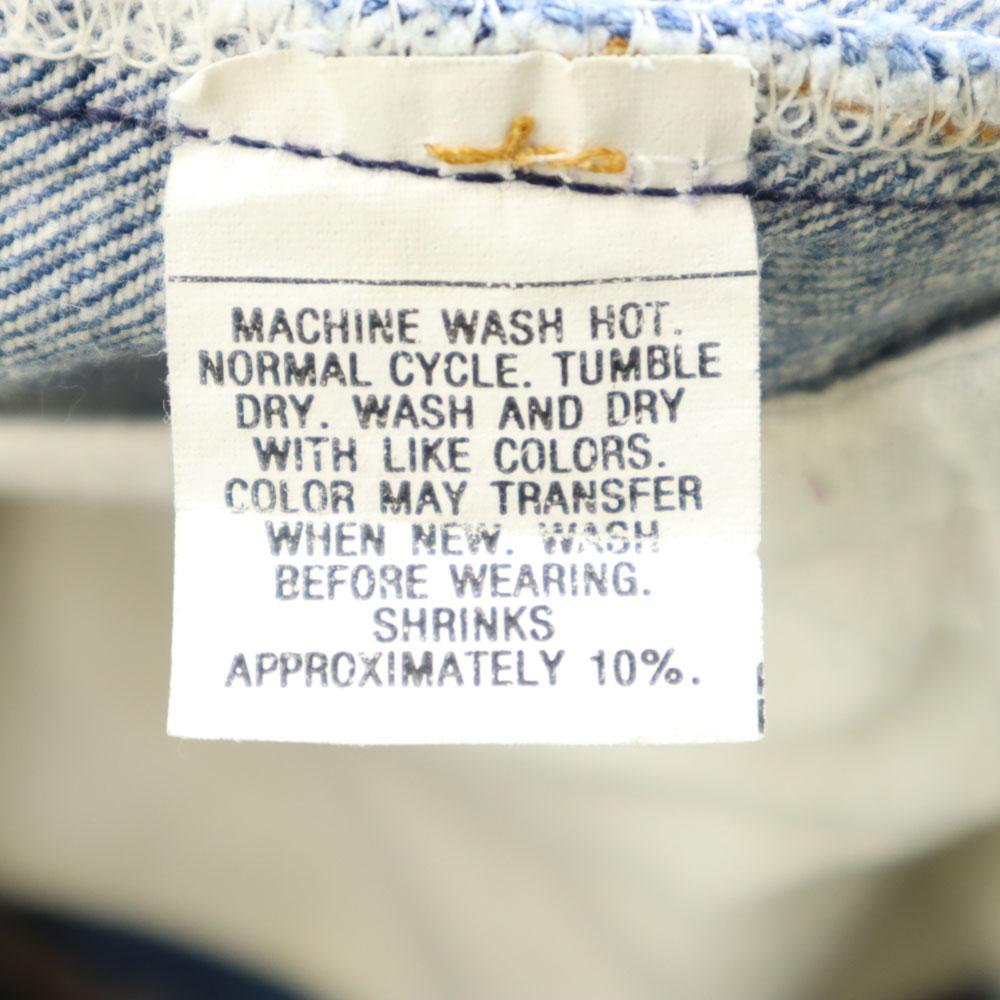 MACHINE WASH HOT.
NORMAL CYCLE. TUMBLE
DRY. WASH AND DRY
WITH LIKE COLORS.
COLOR MAY TRANSFER
WHEN NEW. WASH
BEFORE WEARING.
SHRINKS
APPROXIMATELY 10%.